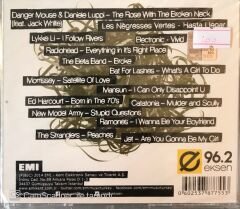 Danger Mouse & Daniele Luppi - The Rose With The Broken Neck
(feat. Jack White)
Les Négresses Vertes - Hasta Llegar
Lykke Li - I Follow Rivers
Electronic - Vivid
Radiohead - Everything In It's Right Place
The Beta Band - Broke
Bat For Lashes - What's A Girl To Do
Morrissey - Satellite Of Love
Mansun - I Can Only Disappoint U
Ed Harcourt - Born In The 70's
Catatonia - Mulder and Scully
New Model Army - Stupid Questions
Ramones - I Wanna Be Your Boyfriend
The Stranglers - Peaches
Jet - Are You Gonna Be My Girl
EMI
96.2
eksen